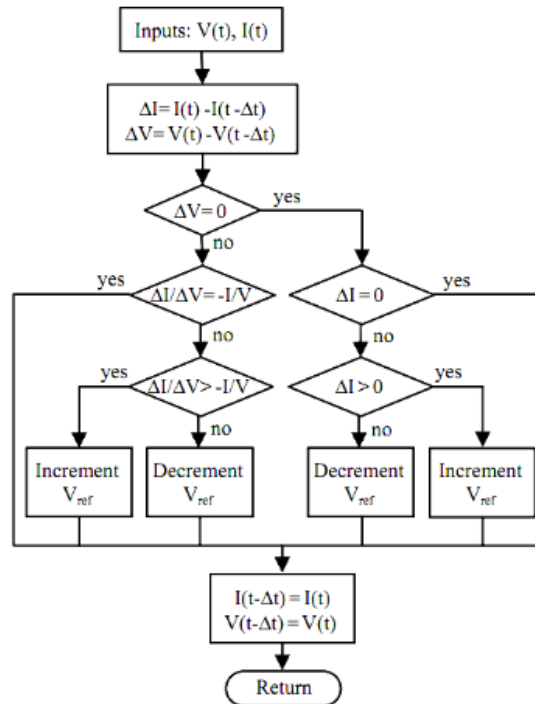 Inputs: V(t), I(t)
ΔI= I(t) -I(t-Δt)
ΔV= V(t) -V(t-Δt)
yes
ΔV= 0
no
yes
ΔI/ΔV= -I/V
ΔI= 0
yes
no
no
yes
ΔI/ΔV> -I/V
ΔI > 0
yes
no
no
Increment
Vref
Decrement
Vref
Decrement
Vref
Increment
Vref
I(t-Δt) = I(t)
V(t-Δt) = V(t)
Return